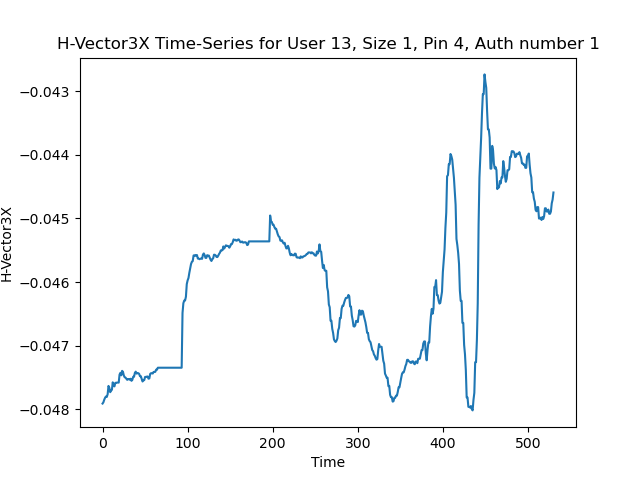 H-Vector3X Time-Series for User 13, Size 1, Pin 4, Auth number 1
−0.043
−0.044
−0.045
−0.046
−0.047
−0.048
H-Vector3X
0 100 200 300 400 500
Time